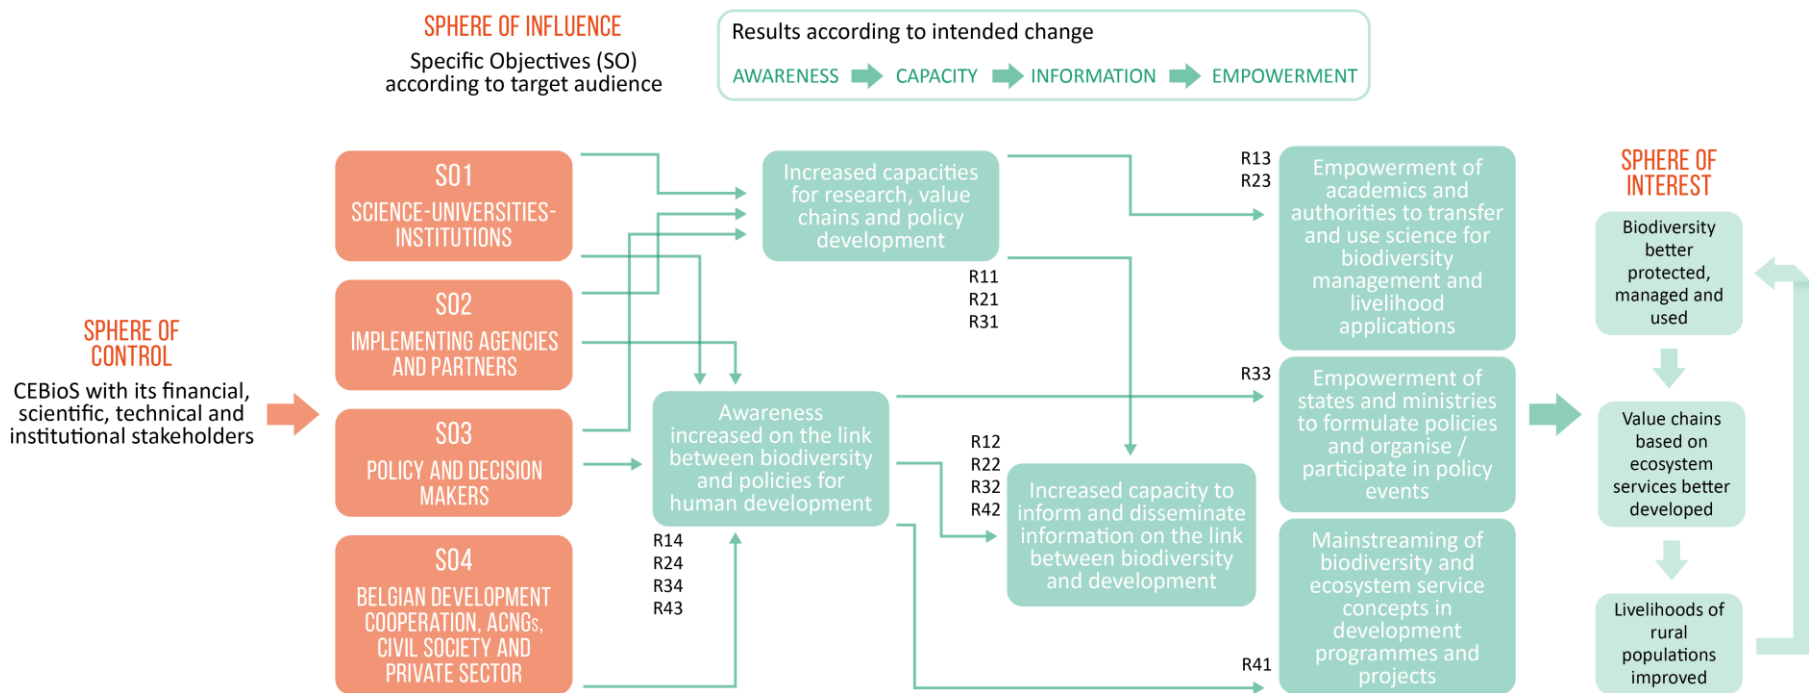 SPHERE OF INFLUENCE
Specific Objectives (SO)
according to target audience
Results according to intended change
AWARENESS
CAPACITY
INFORMATION
EMPOWERMENT
SPHERE OF
CONTROL
CEBioS with its financial,
scientific, technical and
institutional stakeholders
SO1
SCIENCE-UNIVERSITIES-
INSTITUTIONS
SO2
IMPLEMENTING AGENCIES
AND PARTNERS
SO3
POLICY AND DECISION
MAKERS
SO4
BELGIAN DEVELOPMENT
COOPERATION, ACNGs,
CIVIL SOCIETY AND
PRIVATE SECTOR
Increased capacities
for research, value
chains and policy
development
R11
R21
R31
Awareness
increased on the link
between biodiversity
and policies for
human development
R14
R24
R34
R43
R12
R22
R32
R42
Increased capacity to
inform and disseminate
information on the link
between biodiversity
and development
R13
R23
Empowerment of
academics and
authorities to transfer
and use science for
biodiversity
management and
livelihood
applications
R33
Empowerment of
states and ministries
to formulate policies
and organise /
participate in policy
events
R41
Mainstreaming of
biodiversity and
ecosystem service
concepts in
development
programmes and
projects
SPHERE OF
INTEREST
Biodiversity
better
protected,
managed and
used
Value chains
based on
ecosystem
services better
developed
Livelihoods of
rural
populations
improved